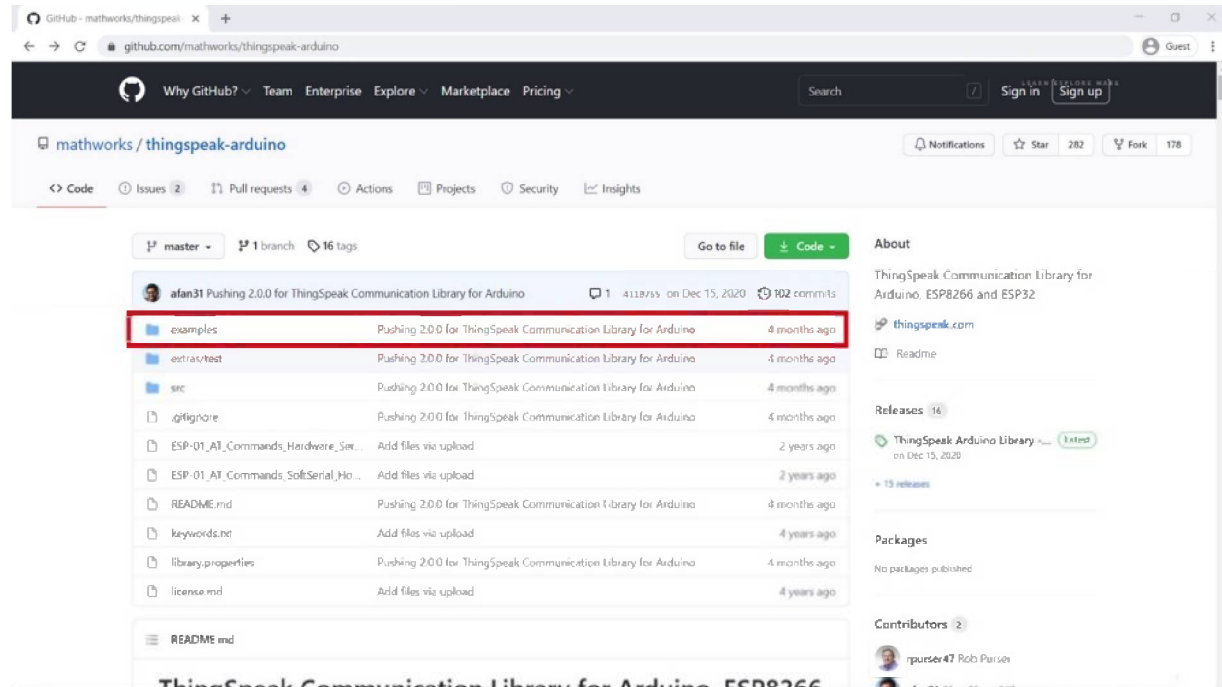 GitHub - mathworks/thingspeak
github.com/mathworks/thingspeak-arduino
Guest
Why GitHub? Team Enterprise Explore Marketplace Pricing
Search /
LEARN EXPLORE MAKE
Sign in Sign up
mathworks / thingspeak-arduino
Notifications Star 282 Fork 178
<> Code Issues 2 Pull requests 4 Actions Projects Security Insights
master 1 branch 16 tags Go to file Code
afan31 Pushing 2.0.0 for ThingSpeak Communication Library for Arduino 1 on Dec 15, 2020 102 commits
examples Pushing 2.0.0 for ThingSpeak Communication Library for Arduino 4 months ago
extras/test Pushing 2.0.0 for ThingSpeak Communication Library for Arduino 4 months ago
src Pushing 2.0.0 for ThingSpeak Communication Library for Arduino 4 months ago
.gitignore Pushing 2.0.0 for ThingSpeak Communication Library for Arduino 4 months ago
ESP-01_AT_Commands_Hardware_Ser... Add files via upload 2 years ago
ESP-01_AT_Commands_SoftSerial_Ho... Add files via upload 2 years ago
README.md Pushing 2.0.0 for ThingSpeak Communication Library for Arduino 4 months ago
keywords.txt Add files via upload 4 years ago
library.properties Pushing 2.0.0 for ThingSpeak Communication Library for Arduino 4 months ago
license.md Add files via upload 4 years ago
README.md
ThingSpeak Communication Library for Arduino, ESP8266
About
ThingSpeak Communication Library for
Arduino, ESP8266 and ESP32
thingspeak.com
Readme
Releases 16
ThingSpeak Arduino Library -... Latest
on Dec 15, 2020
+ 15 releases
Packages
No packages published
Contributors 2
rpurser47 Rob Purser